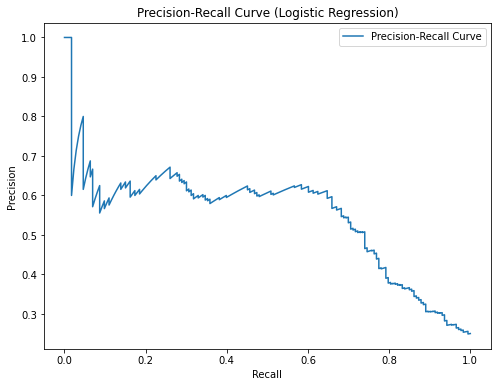 Precision-Recall Curve (Logistic Regression)
Precision-Recall Curve
1.0
0.9
0.8
0.7
0.6
0.5
0.4
0.3
Precision
0.0 0.2 0.4 0.6 0.8 1.0
Recall